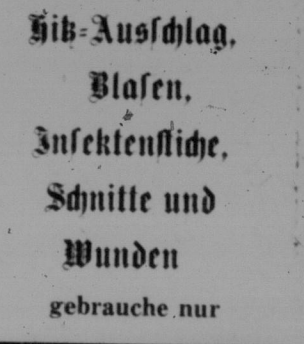 Hitz-Ausschlag,
Blasen,
Insektenstiche,
Schnitte und
Wunden
gebrauche nur